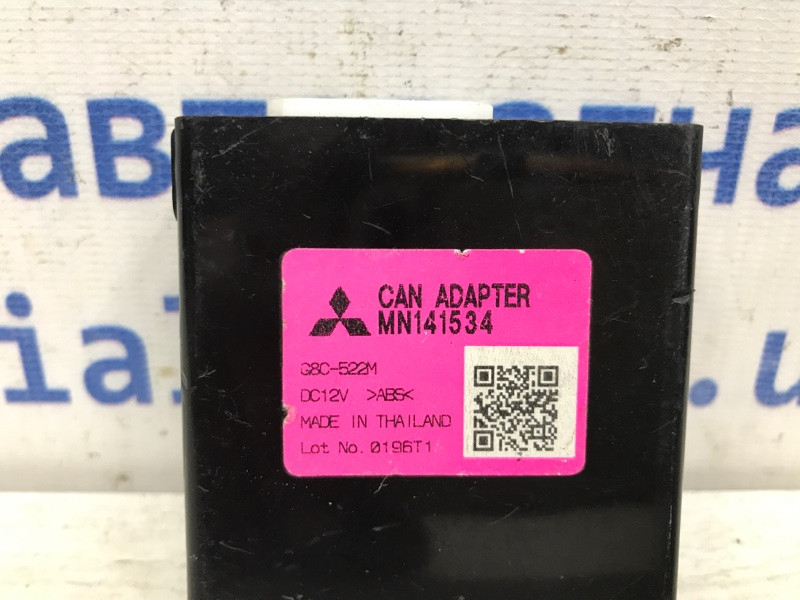 CAN ADAPTER
MN141534
G8C-522M
DC12V >ABS<
MADE IN THAILAND
Lot No. 0196T1